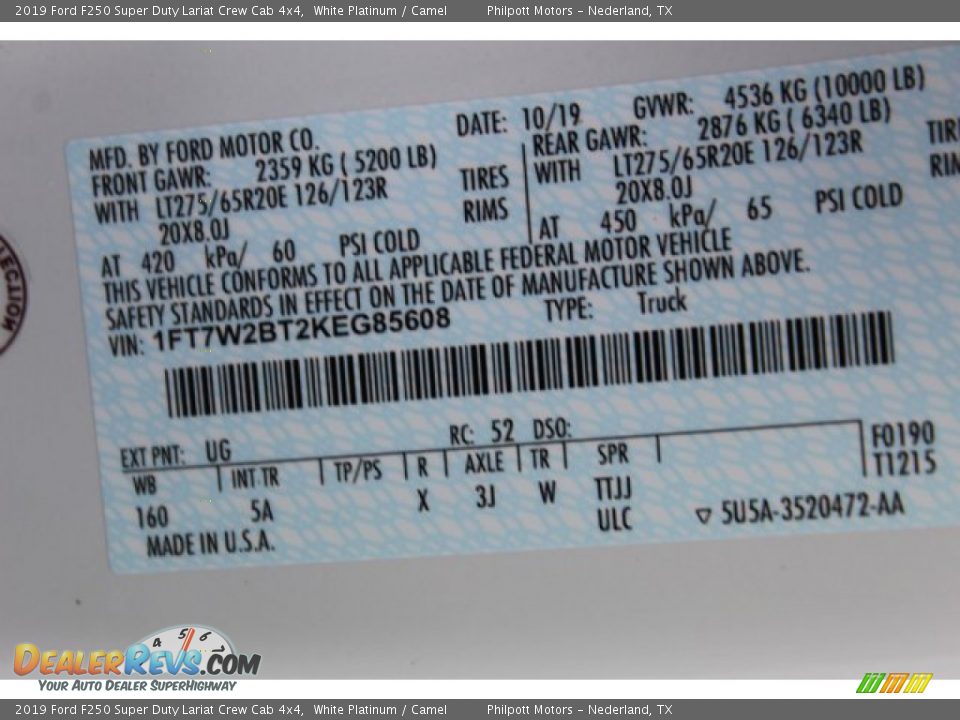 2019 Ford F250 Super Duty Lariat Crew Cab 4x4, White Platinum / Camel Philpott Motors – Nederland, TX
MFD. BY FORD MOTOR CO. DATE: 10/19 GVWR: 4536 KG (10000 LB)
FRONT GAWR: 2359 KG ( 5200 LB) REAR GAWR: 2876 KG ( 6340 LB)
WITH LT275/65R20E 126/123R TIRES WITH LT275/65R20E 126/123R TIR
20X8.0J RIMS 20X8.0J RIM
AT 420 kPa/ 60 PSI COLD AT 450 kPa/ 65 PSI COLD
THIS VEHICLE CONFORMS TO ALL APPLICABLE FEDERAL MOTOR VEHICLE
SAFETY STANDARDS IN EFFECT ON THE DATE OF MANUFACTURE SHOWN ABOVE.
VIN: 1FT7W2BT2KEG85608 TYPE: Truck
EXT PNT: UG RC: 52 DSO: F0190
WB INT TR TP/PS R AXLE TR SPR T1215
160 5A X 3J W TTJJ
ULC ▽ 5U5A-3520472-AA
MADE IN U.S.A.
ECTION
4 5 6
DEALERREVS.COM
YOUR AUTO DEALER SUPERHIGHWAY
2019 Ford F250 Super Duty Lariat Crew Cab 4x4, White Platinum / Camel Philpott Motors – Nederland, TX